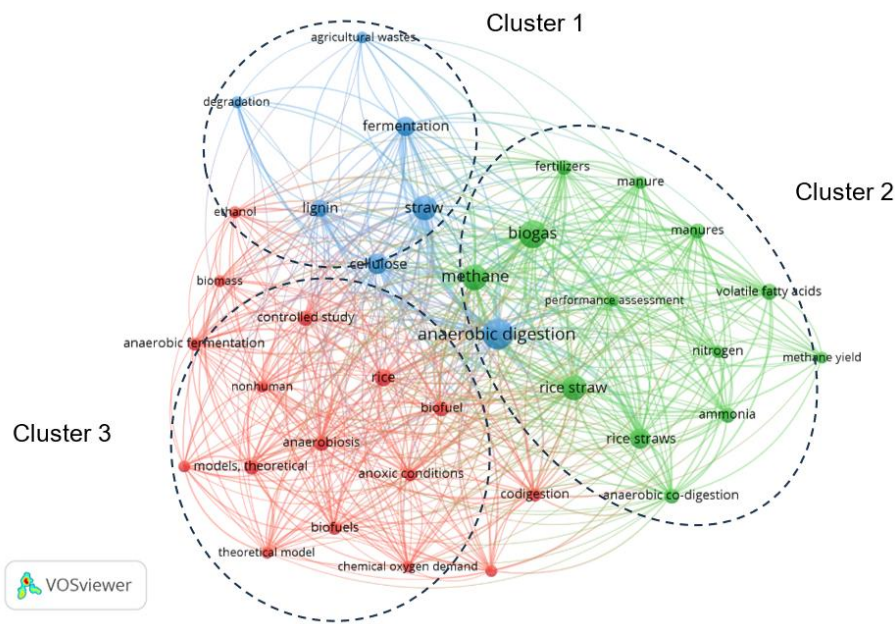 Cluster 1
agricultural wastes
degradation
fermentation
fertilizers
manure
Cluster 2
ethanol
lignin
straw
biogas
manures
cellulose
methane
biomass
performance assessment
volatile fatty acids
controlled study
anaerobic digestion
anaerobic fermentation
nitrogen
methane yield
nonhuman
rice
rice straw
biofuel
ammonia
Cluster 3
anaerobiosis
rice straws
models, theoretical
anoxic conditions
codigestion
anaerobic co-digestion
biofuels
theoretical model
chemical oxygen demand
VOSviewer